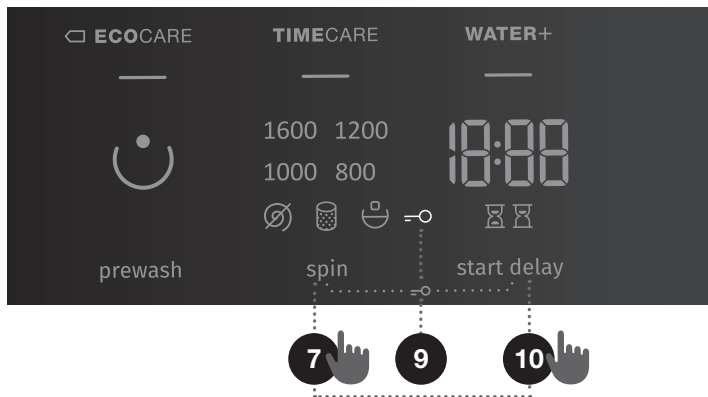 ECOCARE TIMECARE WATER+
1600 1200
1000 800
18:88
prewash spin start delay
7 9 10